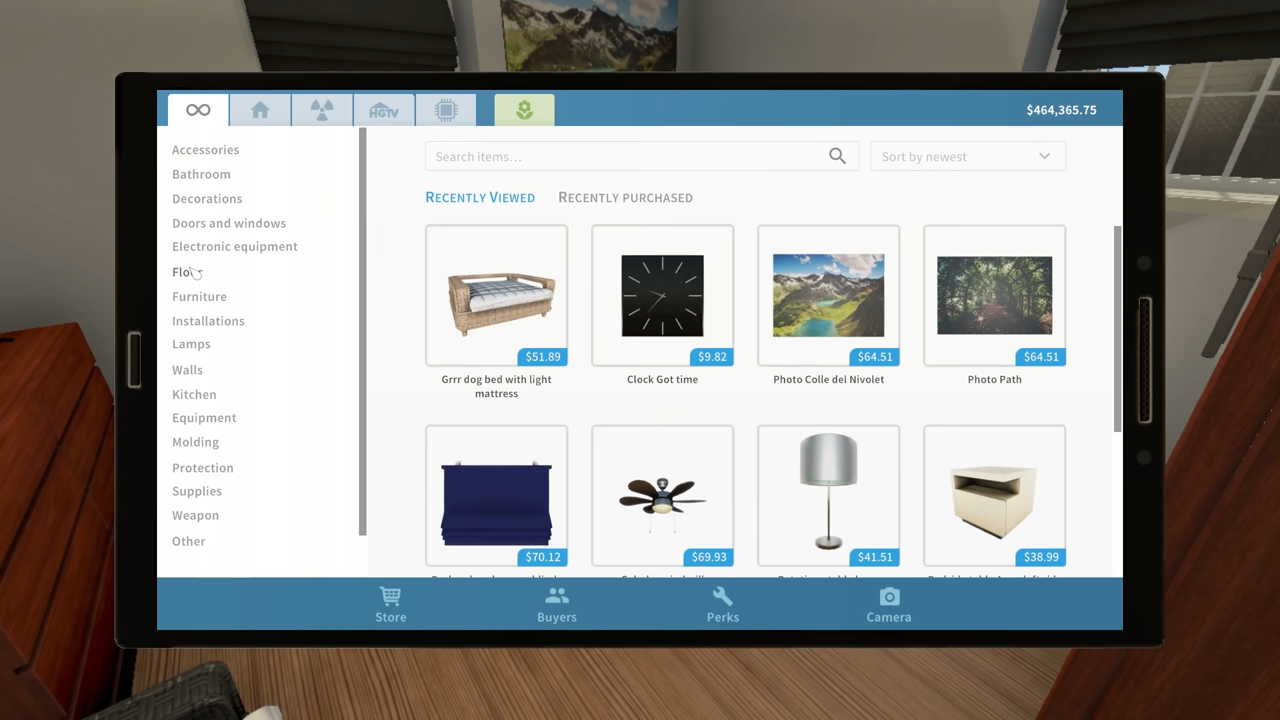 HGTV
$464,365.75
Accessories
Bathroom
Decorations
Doors and windows
Electronic equipment
Flo
Furniture
Installations
Lamps
Walls
Kitchen
Equipment
Molding
Protection
Supplies
Weapon
Other
Search items...
Sort by newest
RECENTLY VIEWED
RECENTLY PURCHASED
$51.89
$9.82
$64.51
$64.51
Grrr dog bed with light
mattress
Clock Got time
Photo Colle del Nivolet
Photo Path
$70.12
$69.93
$41.51
$38.99
Store
Buyers
Perks
Camera